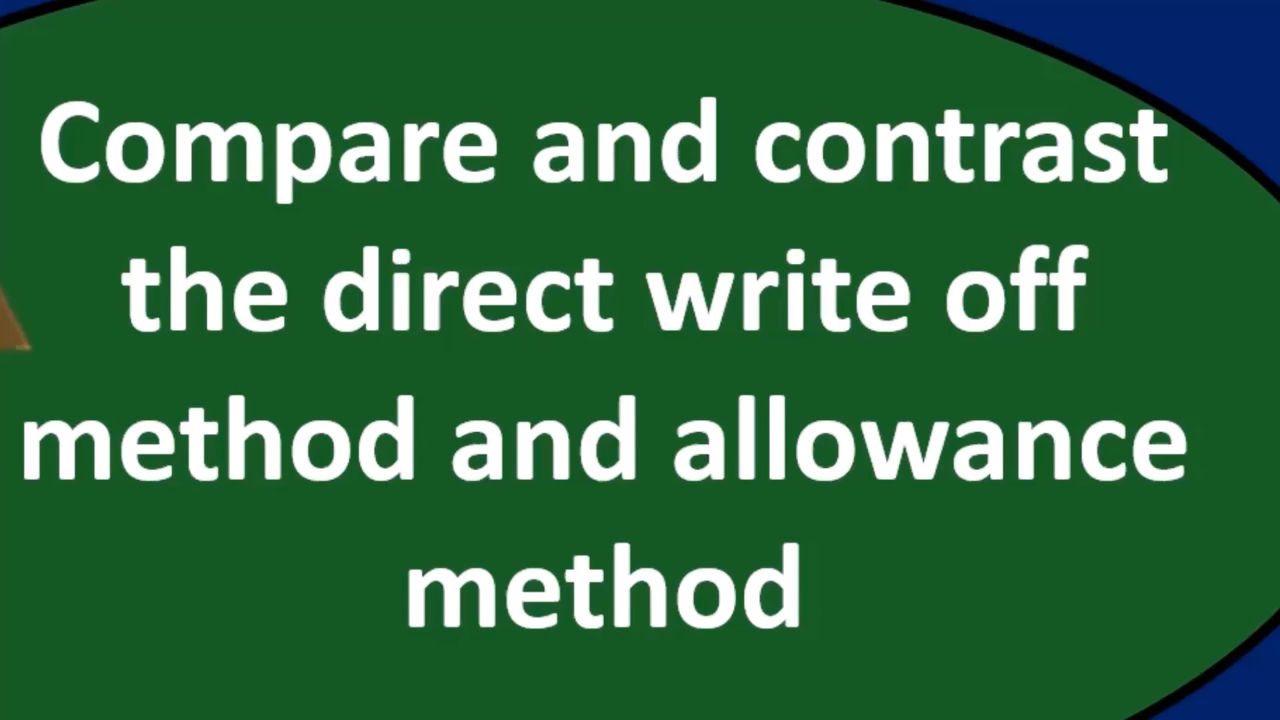 Compare and contrast
the direct write off
method and allowance
method